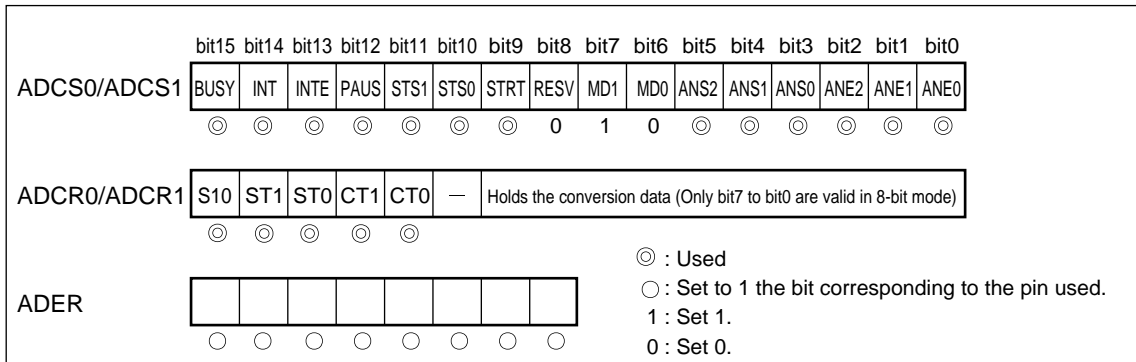 bit15 bit14 bit13 bit12 bit11 bit10 bit9 bit8 bit7 bit6 bit5 bit4 bit3 bit2 bit1 bit0
ADCS0/ADCS1 BUSY INT INTE PAUS STS1 STS0 STRT RESV MD1 MD0 ANS2 ANS1 ANS0 ANE2 ANE1 ANE0
◎ ◎ ◎ ◎ ◎ ◎ ◎ 0 1 0 ◎ ◎ ◎ ◎ ◎ ◎
ADCR0/ADCR1 S10 ST1 ST0 CT1 CT0 — Holds the conversion data (Only bit7 to bit0 are valid in 8-bit mode)
◎ ◎ ◎ ◎ ◎
◎ : Used
ADER
○ : Set to 1 the bit corresponding to the pin used.
○ ○ ○ ○ ○ ○ ○ ○
1 : Set 1.
0 : Set 0.